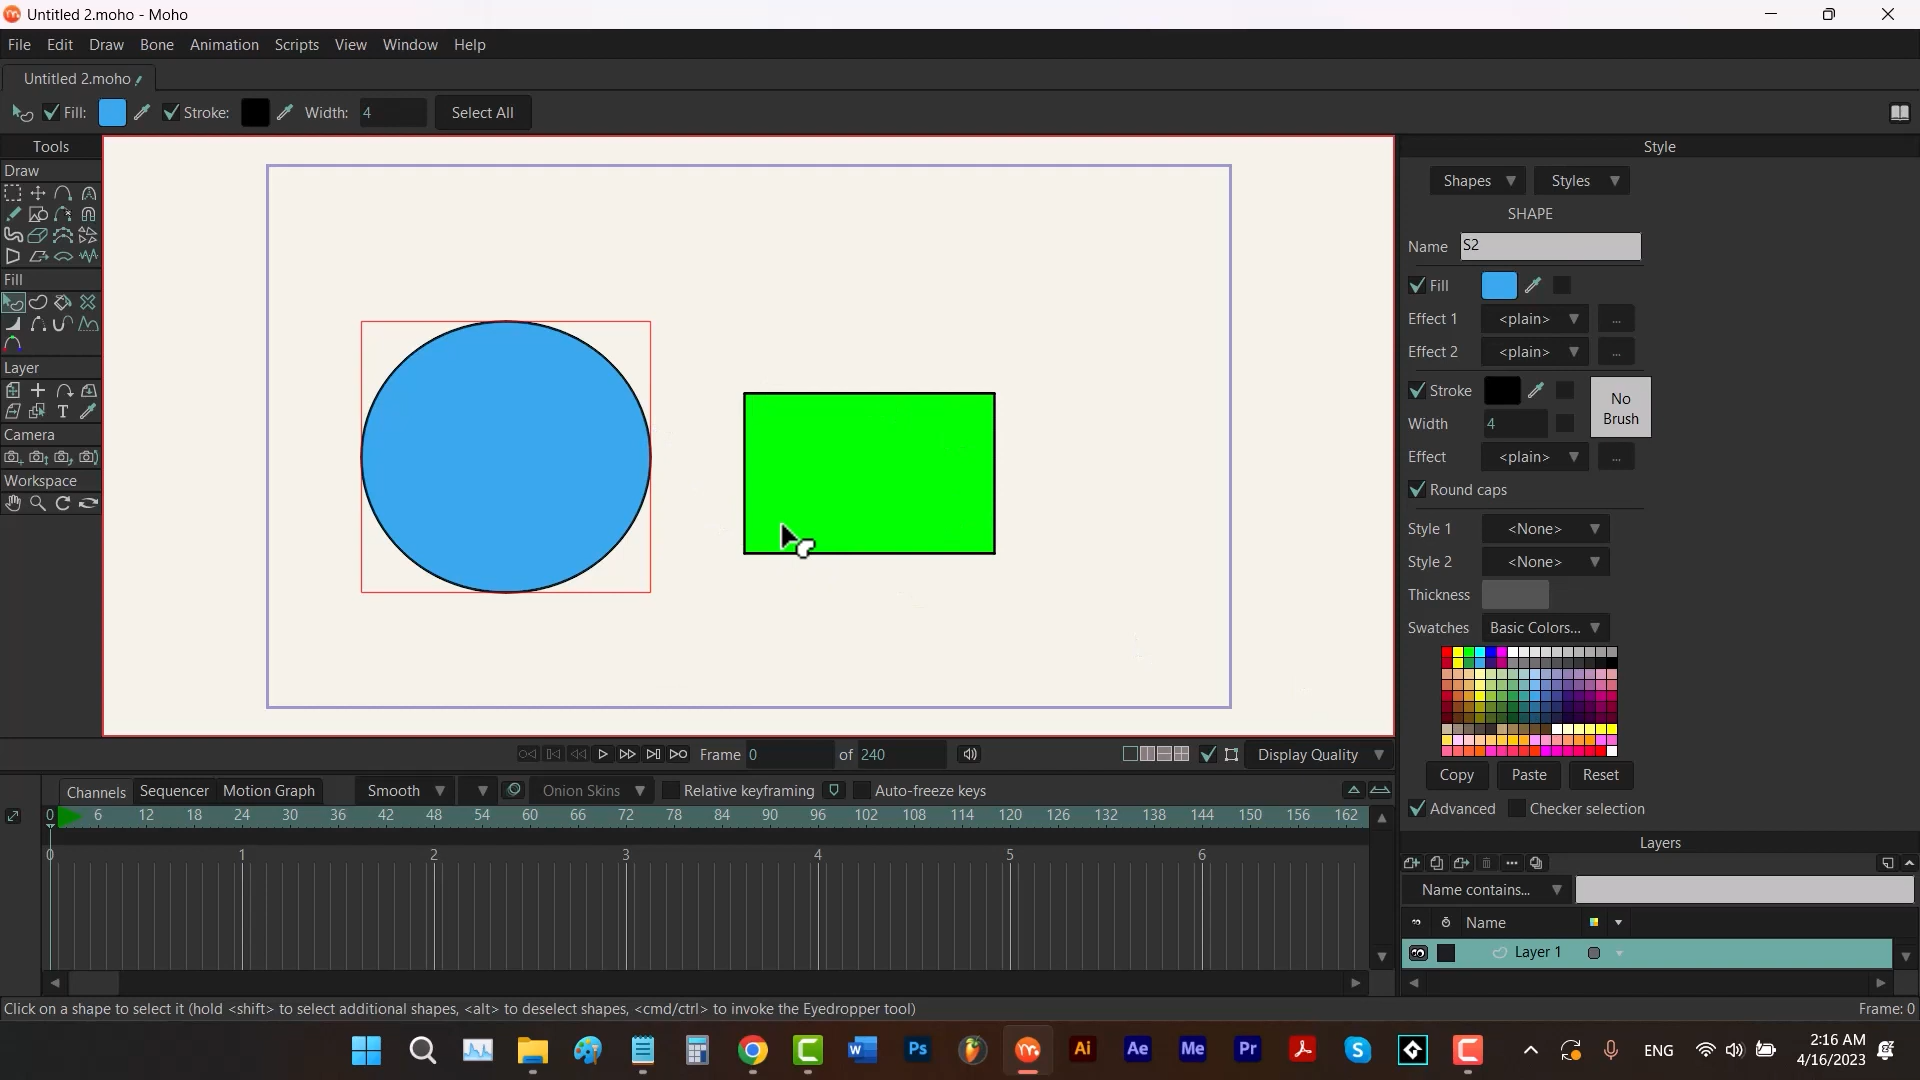 Untitled 2.moho - Moho
File Edit Draw Bone Animation Scripts View Window Help
Untitled 2.moho
Fill: Stroke: Width: 4 Select All
Tools
Draw
Fill
Layer
T
Camera
Workspace
Style
Shapes Styles
SHAPE
Name S2
Fill
Effect 1 <plain> ...
Effect 2 <plain> ...
Stroke No Brush
Width 4
Effect <plain> ...
Round caps
Style 1 <None>
Style 2 <None>
Thickness
Swatches Basic Colors...
Copy Paste Reset
Advanced Checker selection
Frame 0 of 240 Display Quality
Channels Sequencer Motion Graph Smooth Onion Skins Relative keyframing Auto-freeze keys
0 6 12 18 24 30 36 42 48 54 60 66 72 78 84 90 96 102 108 114 120 126 132 138 144 150 156 162
0 1 2 3 4 5 6
Layers
Name contains...
Name
Layer 1
Click on a shape to select it (hold <shift> to select additional shapes, <alt> to deselect shapes, <cmd/ctrl> to invoke the Eyedropper tool) Frame: 0
Ps Ai Ae Me Pr ENG 2:16 AM
4/16/2023